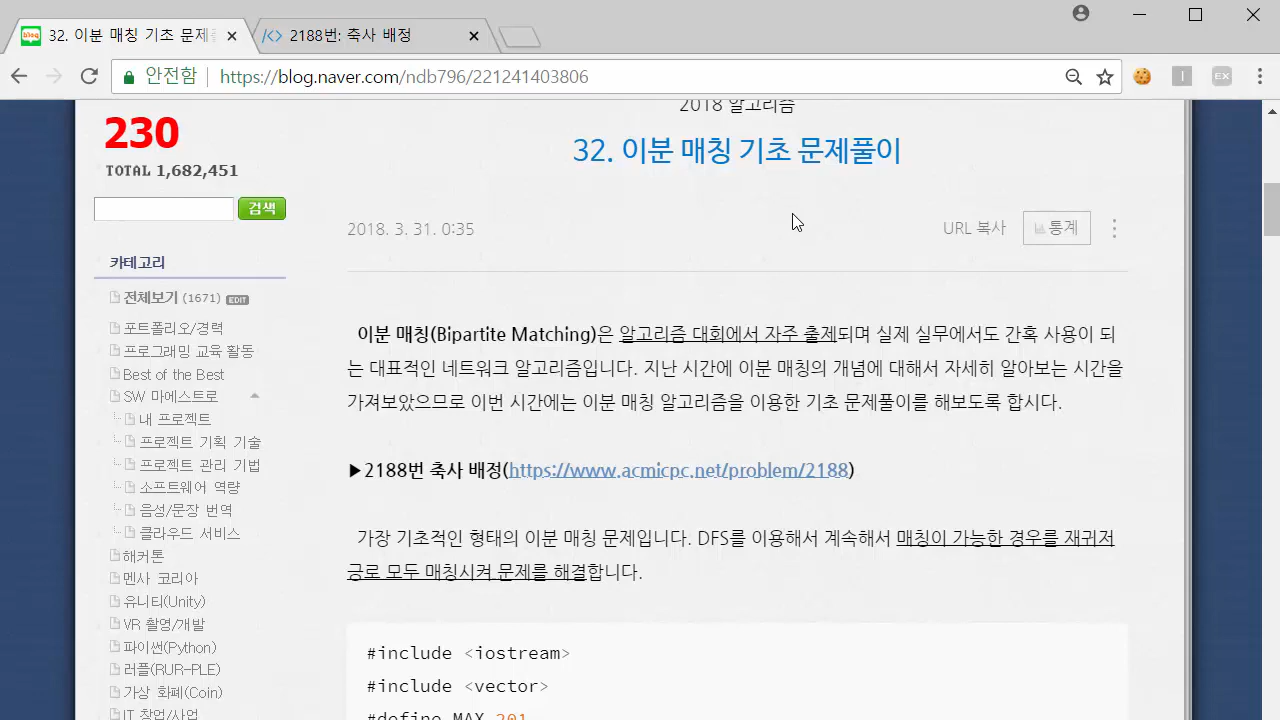 32. 이분 매칭 기초 문제
2188번: 축사 배정
안전함
https://blog.naver.com/ndb796/221241403806
230
TOTAL 1,682,451
검색
카테고리
전체보기 (1671) EDIT
포트폴리오/경력
프로그래밍 교육 활동
Best of the Best
SW 마에스트로
내 프로젝트
프로젝트 기획 기술
프로젝트 관리 기법
소프트웨어 역량
음성/문장 번역
클라우드 서비스
해커톤
멘사 코리아
유니티(Unity)
VR 촬영/개발
파이썬(Python)
러플(RUR-PLE)
가상 화폐(Coin)
IT 창업/사업
2018 알고리즘
32. 이분 매칭 기초 문제풀이
2018. 3. 31. 0:35
URL 복사
통계
이분 매칭(Bipartite Matching)은 알고리즘 대회에서 자주 출제되며 실제 실무에서도 간혹 사용이 되
는 대표적인 네트워크 알고리즘입니다. 지난 시간에 이분 매칭의 개념에 대해서 자세히 알아보는 시간을
가져보았으므로 이번 시간에는 이분 매칭 알고리즘을 이용한 기초 문제풀이를 해보도록 합시다.
▶2188번 축사 배정(https://www.acmicpc.net/problem/2188)
가장 기초적인 형태의 이분 매칭 문제입니다. DFS를 이용해서 계속해서 매칭이 가능한 경우를 재귀저
긍로 모두 매칭시켜 문제를 해결합니다.
#include <iostream>
#include <vector>
#define MAX 201